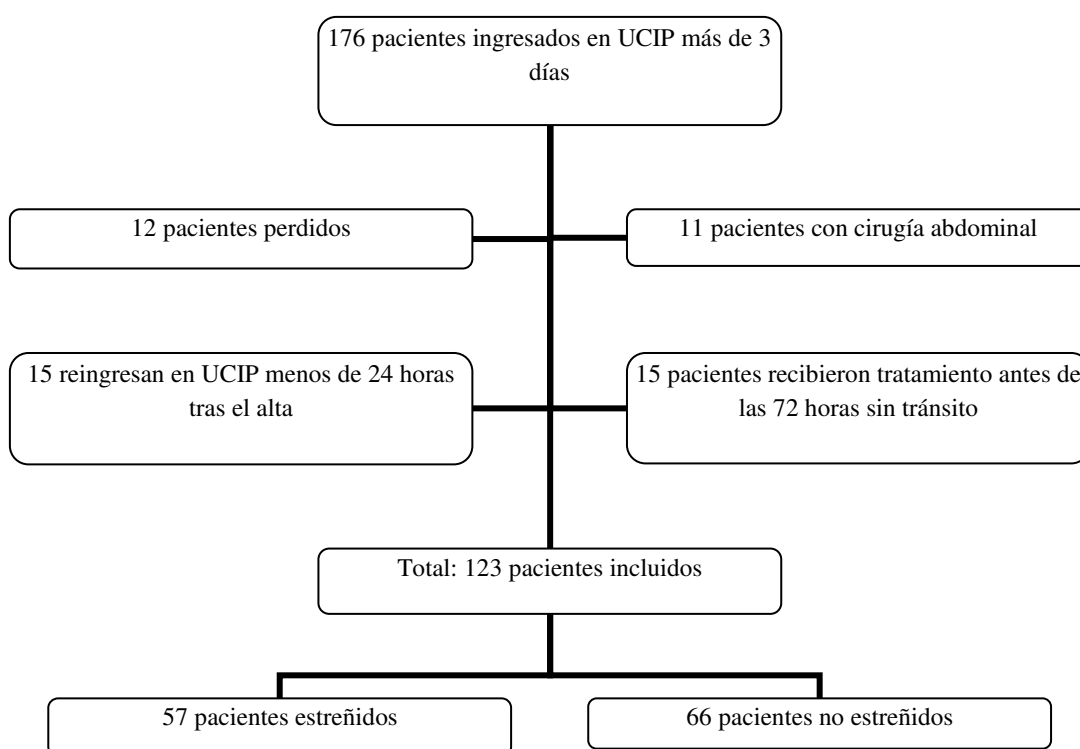 176 pacientes ingresados en UCIP más de 3
días
12 pacientes perdidos
11 pacientes con cirugía abdominal
15 reingresan en UCIP menos de 24 horas
tras el alta
15 pacientes recibieron tratamiento antes de
las 72 horas sin tránsito
Total: 123 pacientes incluidos
57 pacientes estreñidos
66 pacientes no estreñidos